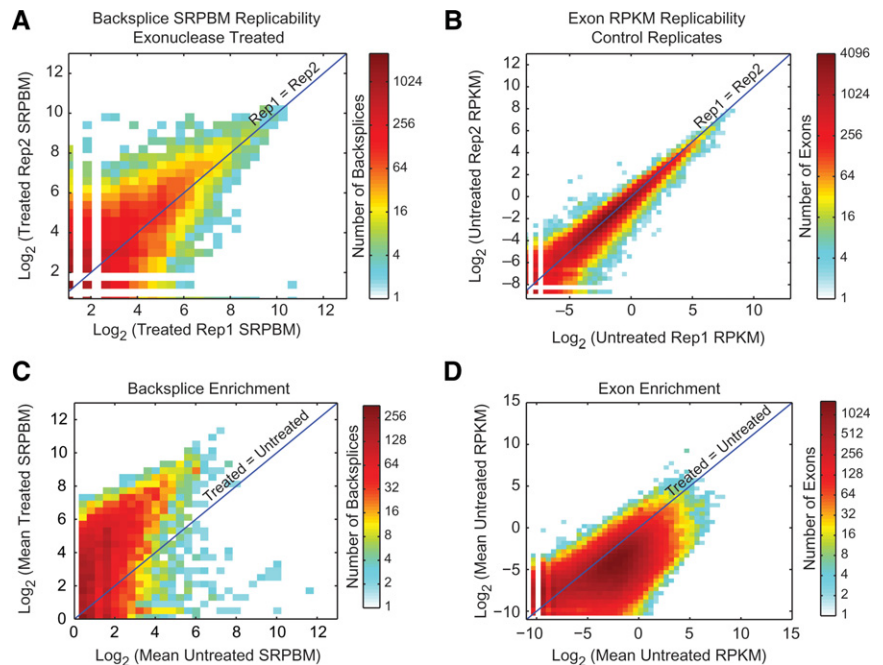 A
Backsplice SRPBM Replicability
Exonuclease Treated
Log2 (Treated Rep2 SRPBM)
12
10
8
6
4
2
Rep1 = Rep2
2 4 6 8 10 12
Log2 (Treated Rep1 SRPBM)
Number of Backsplices
1024
256
64
16
4
1
B
Exon RPKM Replicability
Control Replicates
Log2 (Untreated Rep2 RPKM)
12
10
8
6
4
2
0
−2
−4
−6
−8
Rep1 = Rep2
−5 0 5 10
Log2 (Untreated Rep1 RPKM)
Number of Exons
4096
1024
256
64
16
4
1
C
Backsplice Enrichment
Log2 (Mean Treated SRPBM)
12
10
8
6
4
2
0
Treated = Untreated
0 2 4 6 8 10 12
Log2 (Mean Untreated SRPBM)
Number of Backsplices
256
128
64
32
16
8
4
2
1
D
Exon Enrichment
Log2 (Mean Untreated RPKM)
15
10
5
0
−5
−10
Treated = Untreated
−10 −5 0 5 10 15
Log2 (Mean Untreated RPKM)
Number of Exons
1024
512
256
120
60
32
16
8
4
2
1